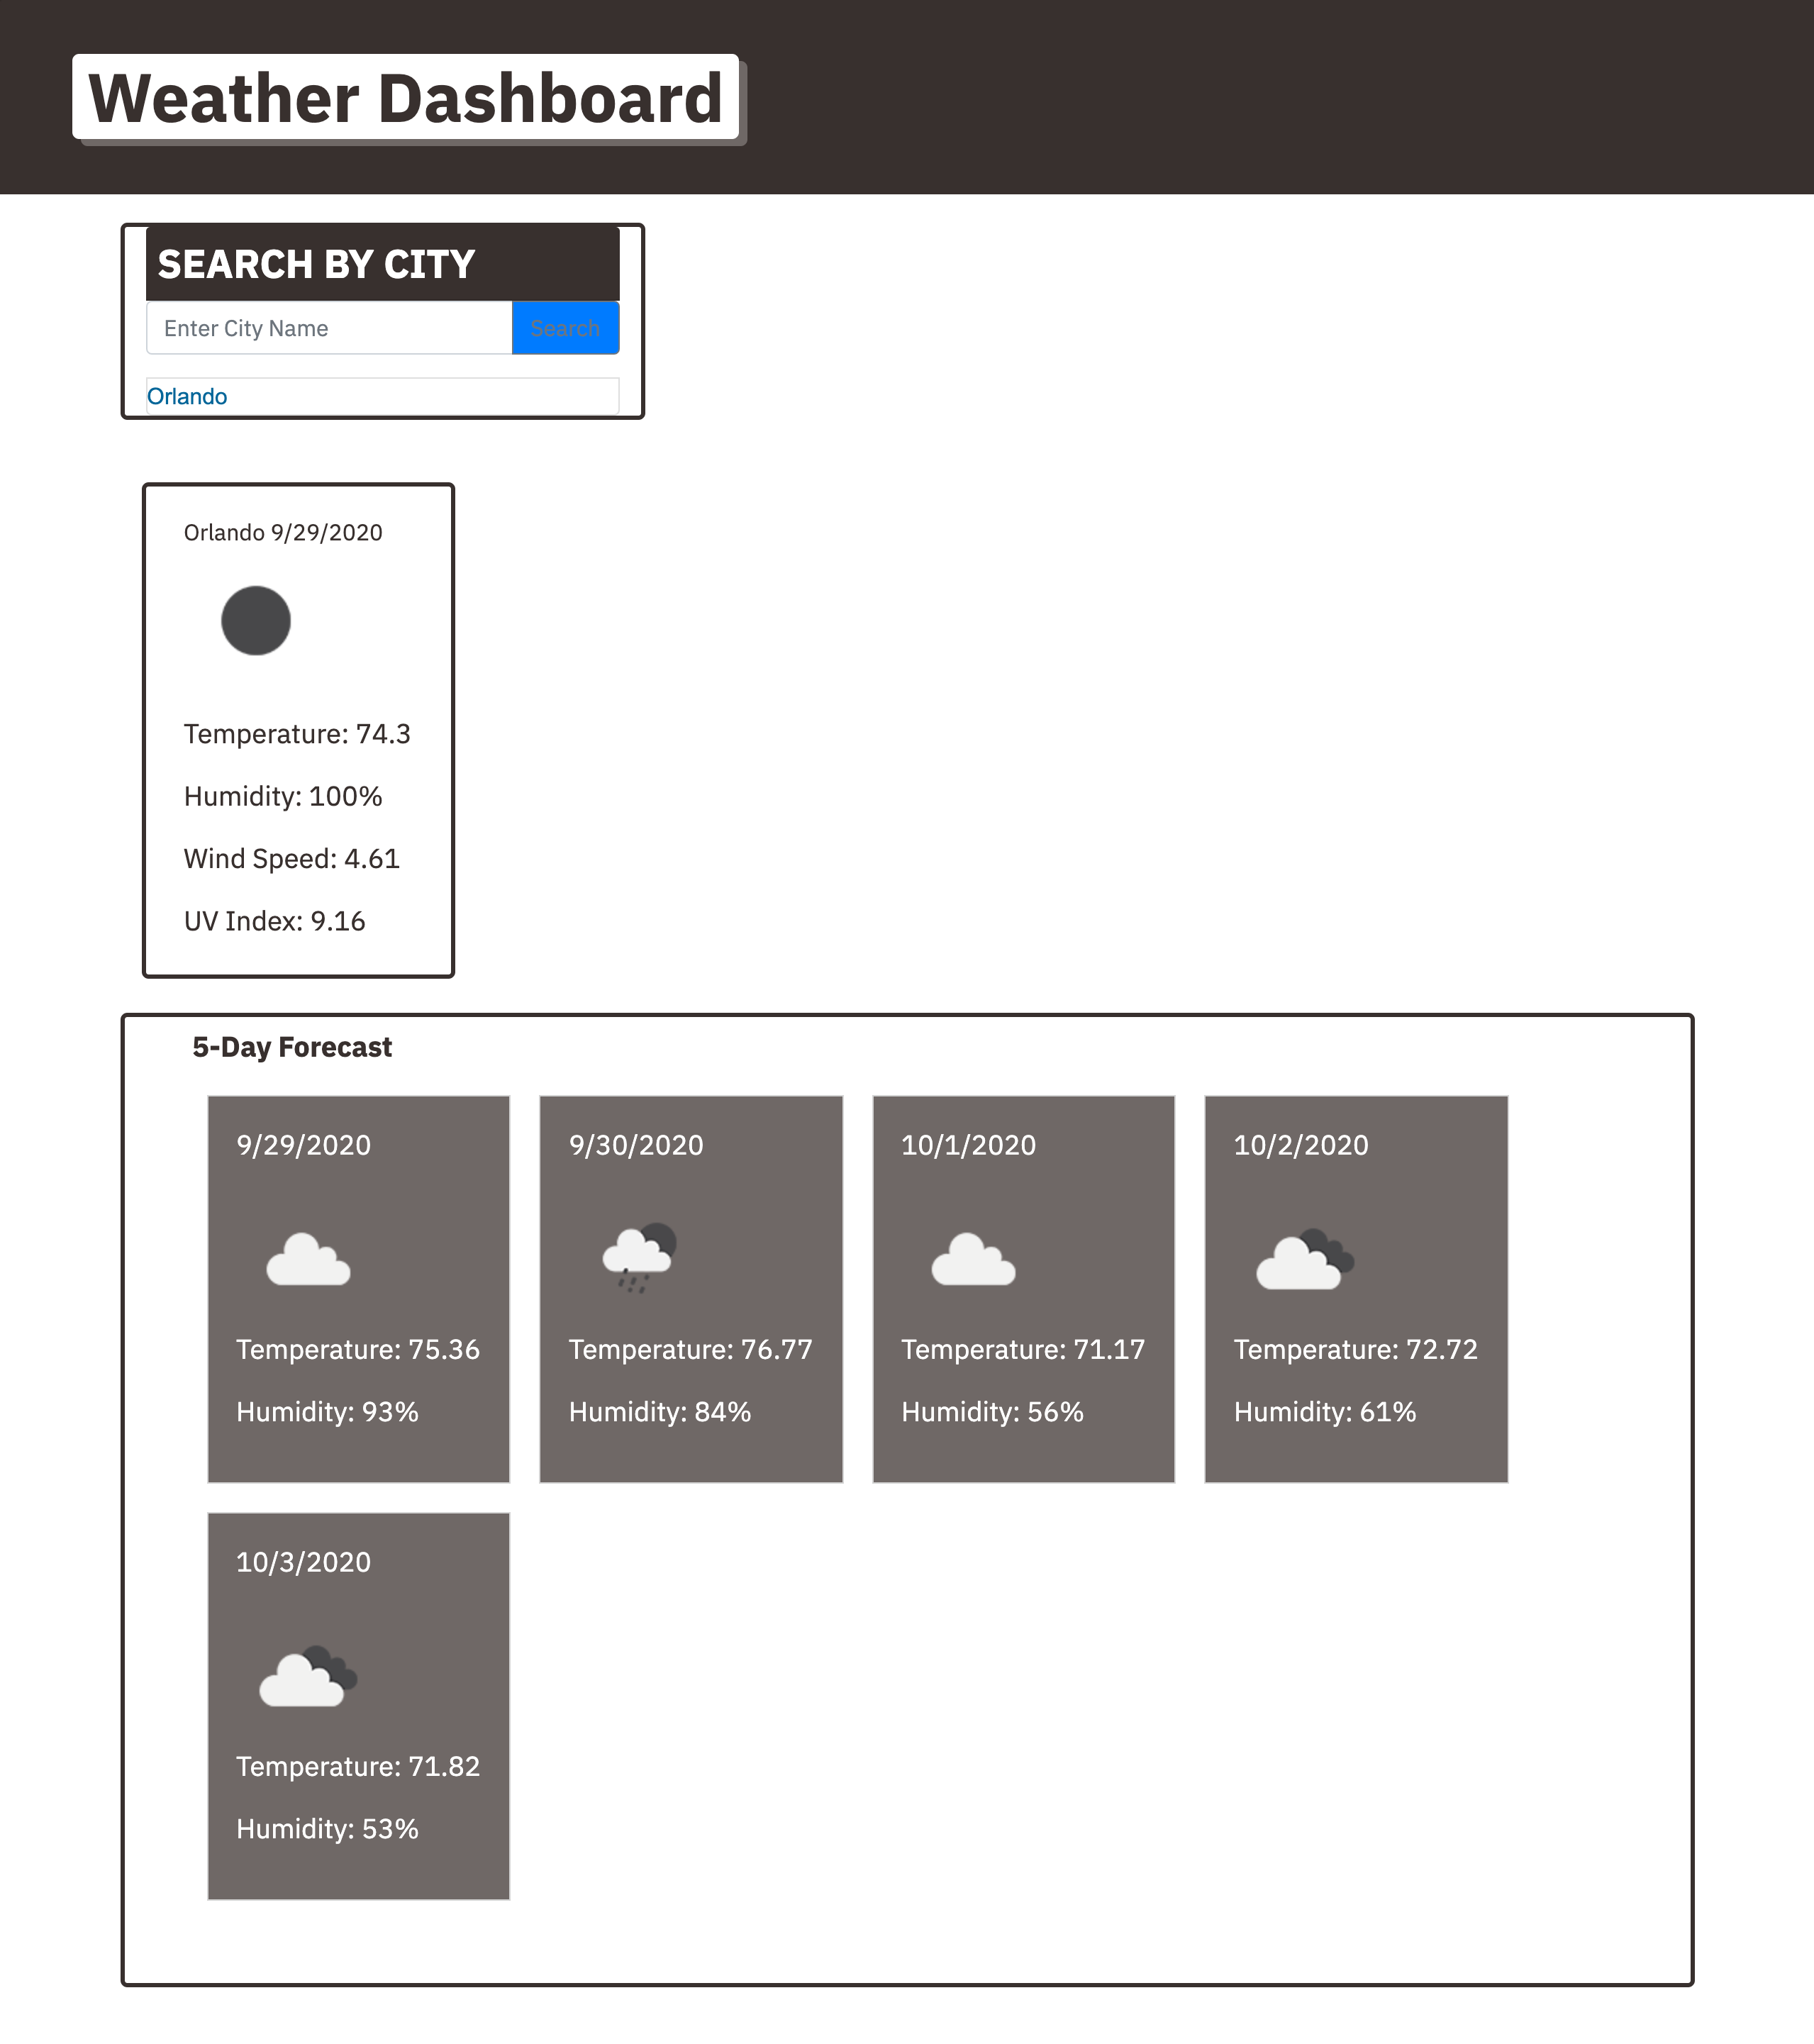 Weather Dashboard
SEARCH BY CITY
Enter City Name
Search
Orlando
Orlando 9/29/2020
Temperature: 74.3
Humidity: 100%
Wind Speed: 4.61
UV Index: 9.16
5-Day Forecast
9/29/2020
Temperature: 75.36
Humidity: 93%
9/30/2020
Temperature: 76.77
Humidity: 84%
10/1/2020
Temperature: 71.17
Humidity: 56%
10/2/2020
Temperature: 72.72
Humidity: 61%
10/3/2020
Temperature: 71.82
Humidity: 53%